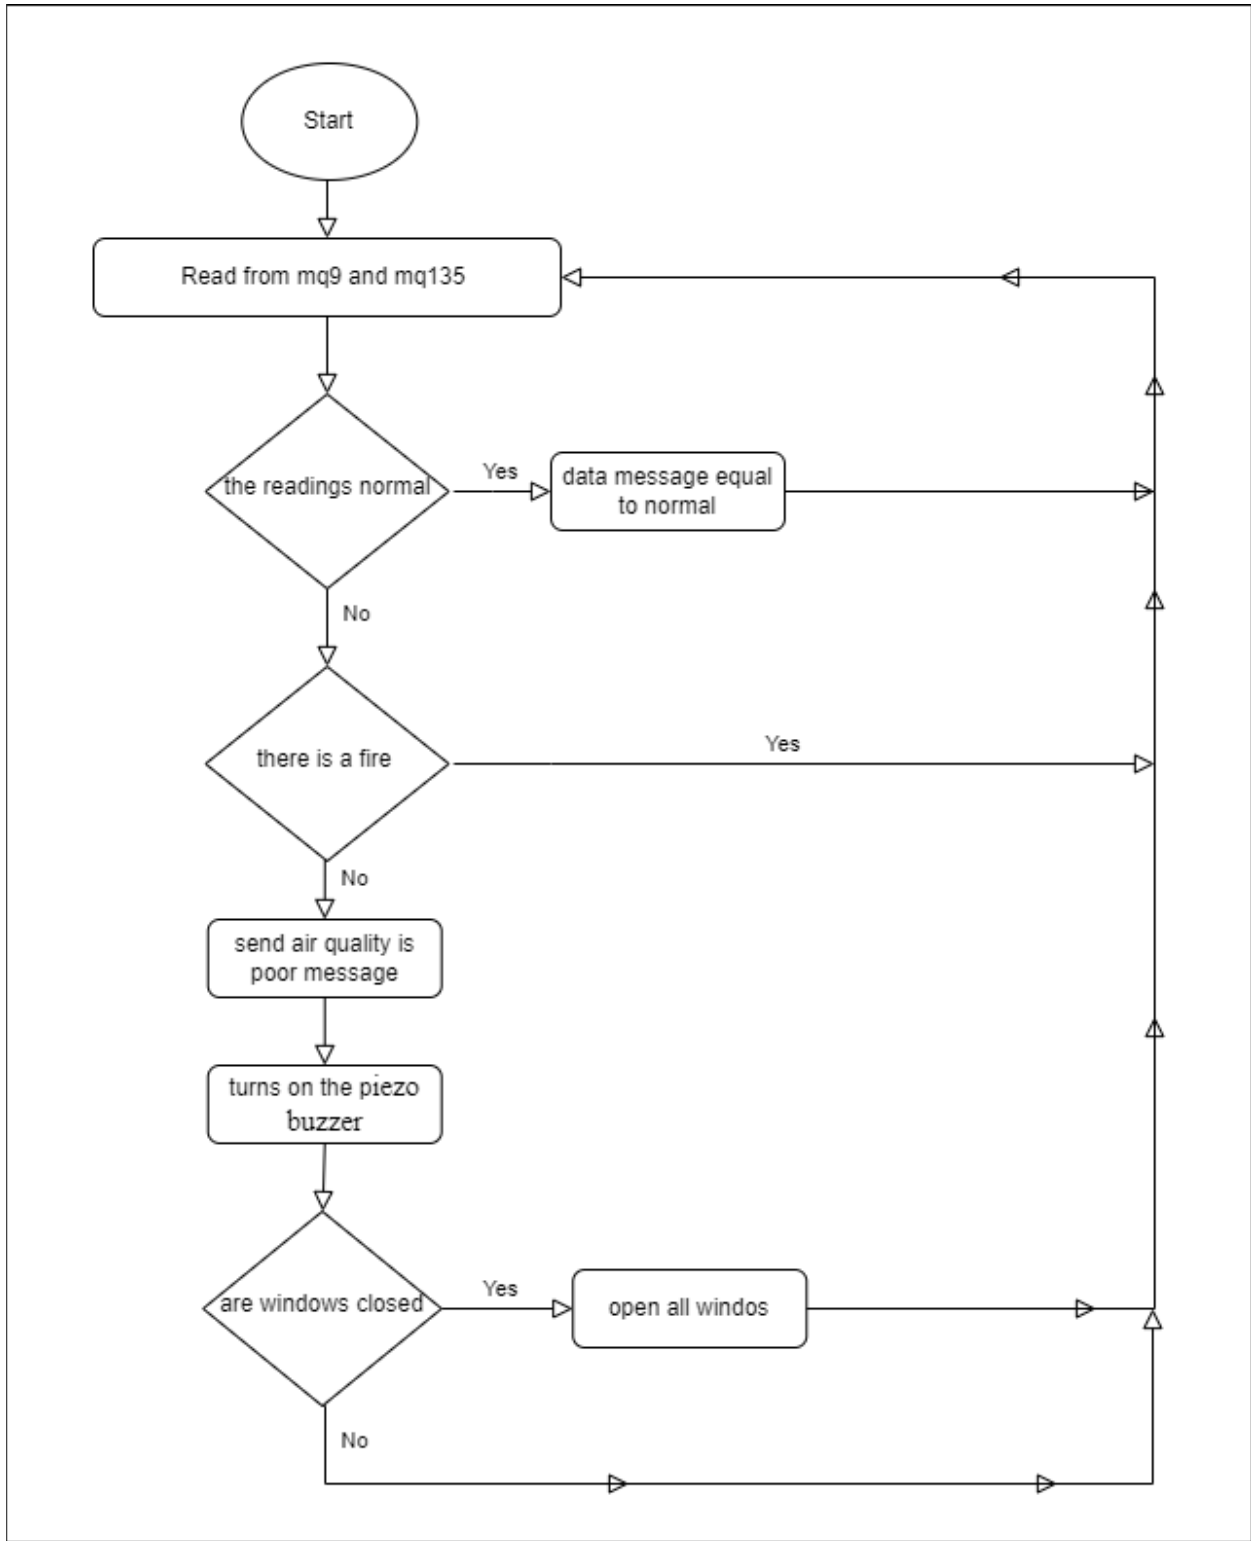 Start
Read from mq9 and mq135
the readings normal
Yes
data message equal
to normal
No
there is a fire
Yes
No
send air quality is
poor message
turns on the piezo
buzzer
are windows closed
Yes
open all windos
No